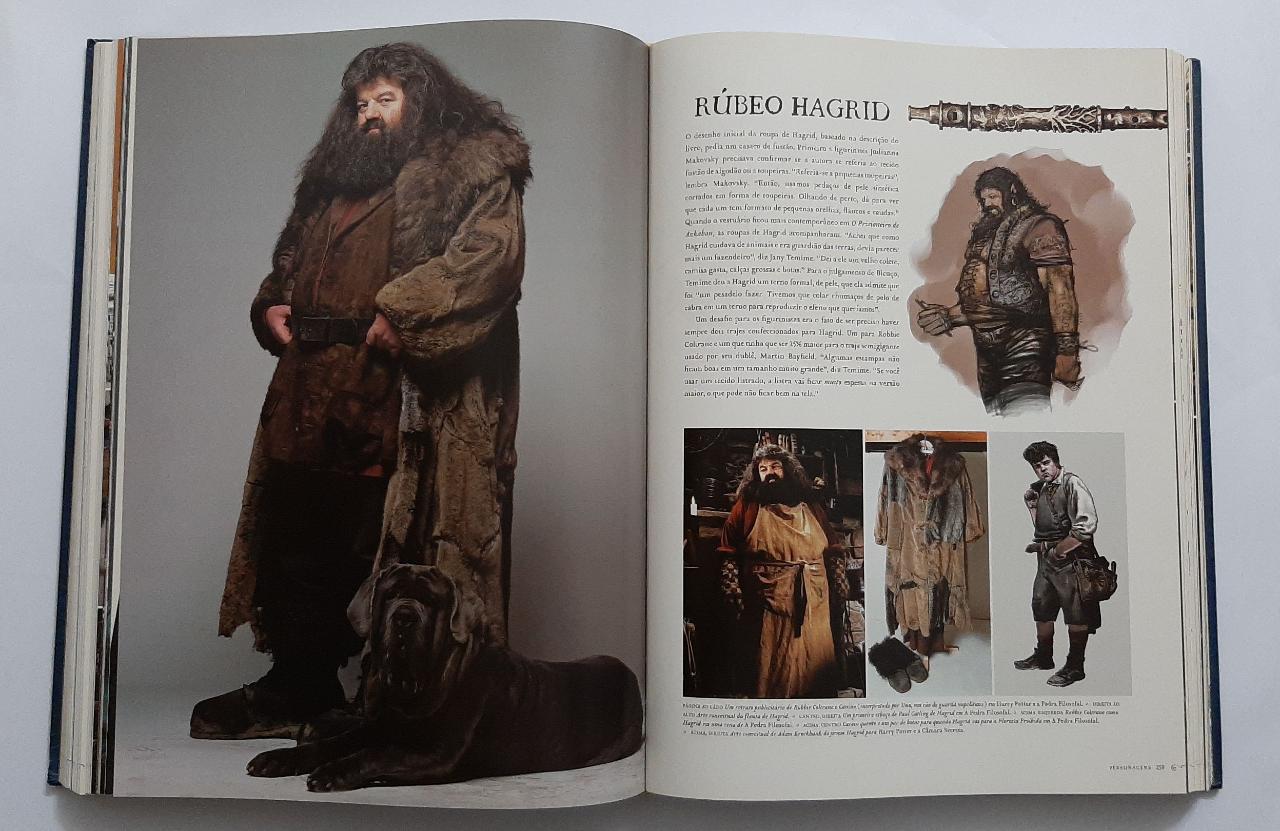 RÚBEO HAGRID
O desenho inicial da roupa de Hagrid, baseado na descrição do
livro, pedia um casaco de fustão. Primeiro a figurinista Judianna
Makovsky precisava confirmar se a autora se referia ao tecido
fustão de algodão ou a toupeiras. "Referia-se a pequenas toupeiras",
lembra Makovsky. "Então, usamos pedaços de pele sintética
cortados em forma de toupeiras. Olhando de perto, dá para ver
que cada um tem formato de pequenas orelhas, flancos e caudas."
Quando o vestuário ficou mais contemporâneo em O Prisioneiro de
Azkaban, as roupas de Hagrid acompanharam. "Achei que como
Hagrid cuidava de animais e era guardião das terras, devia parecer
mais um fazendeiro", diz Jany Temime. "Dei a ele um velho colete,
camisa gasta, calças grossas e botas." Para o julgamento de Bicuço,
Temime deu a Hagrid um terno formal, de pele, que ela admite que
foi "um pesadelo fazer. Tivemos que colar chumaços de pelo de
cabra em um terno para reproduzir o efeito que queríamos".
Um desafio para os figurinistas era o fato de ser preciso haver
sempre dois trajes confeccionados para Hagrid. Um para Robbie
Coltrane e um que tinha que ser 25% maior para o traje semigigante
usado por seu dublê, Martin Bayfield. "Algumas estampas não
ficam boas em um tamanho muito grande", diz Temime. "Se você
usar um tecido listrado, a listra vai ficar muito espessa na versão
maior, o que pode não ficar bem na tela."
PÁGINA AO LADO Um retrato publicitário de Robbie Coltrane e Canino (interpretado por Uno, um cão de guarda napolitano) em Harry Potter e a Pedra Filosofal. DIREITA NO
ALTO Arte conceitual da flauta de Hagrid. CENTRO, DIREITA Um primeiro esboço de Paul Catling de Hagrid em A Pedra Filosofal. ACIMA, ESQUERDA Robbie Coltrane como
Hagrid na uma cena de A Pedra Filosofal. ACIMA, CENTRO Casaco quente e um par de botas para quando Hagrid vai para a Floresta Proibida em A Pedra Filosofal.
ACIMA, DIREITA Arte conceitual de Adam Brockbank do jovem Hagrid para Harry Potter e a Câmara Secreta.
PERSONAGENS